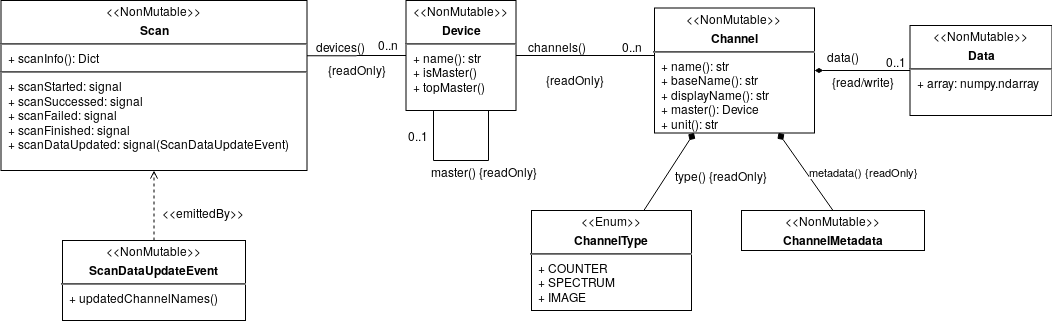 <<NonMutable>>
Scan
+ scanInfo(): Dict
+ scanStarted: signal
+ scanSuccessed: signal
+ scanFailed: signal
+ scanFinished: signal
+ scanDataUpdated: signal(ScanDataUpdateEvent)
devices()
0..n
{readOnly}
<<NonMutable>>
Device
+ name(): str
+ isMaster()
+ topMaster()
0..1
master() {readOnly}
channels()
0..n
{readOnly}
<<NonMutable>>
Channel
+ name(): str
+ baseName(): str
+ displayName(): str
+ master(): Device
+ unit(): str
data()
0..1
{read/write}
<<NonMutable>>
Data
+ array: numpy.ndarray
<<emittedBy>>
<<NonMutable>>
ScanDataUpdateEvent
+ updatedChannelNames()
type() {readOnly}
<<Enum>>
ChannelType
+ COUNTER
+ SPECTRUM
+ IMAGE
metadata() {readOnly}
<<NonMutable>>
ChannelMetadata